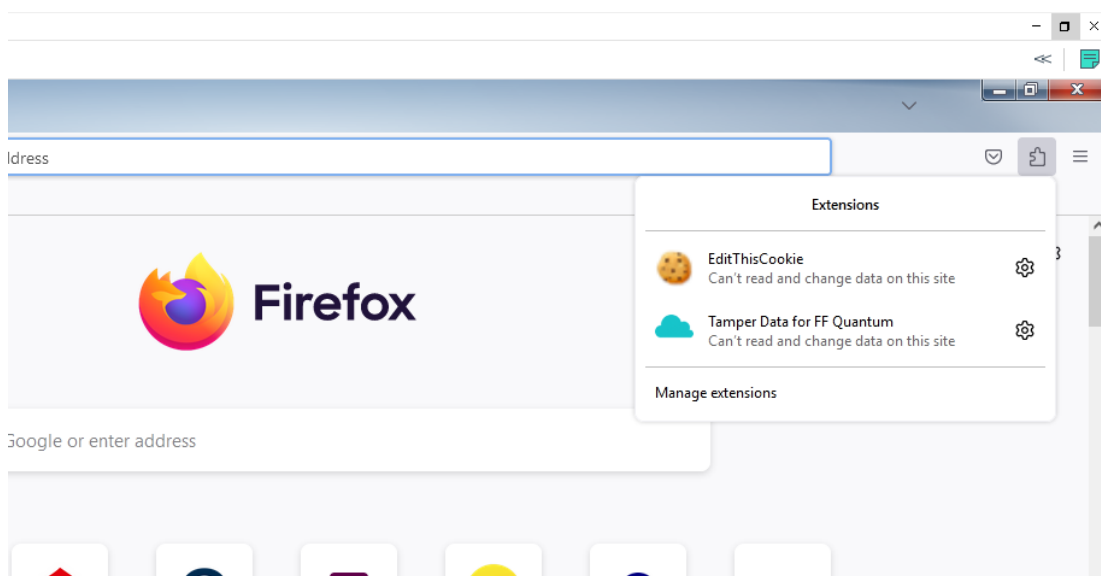 ldress
Extensions
EditThisCookie
Can't read and change data on this site
Firefox
Tamper Data for FF Quantum
Can't read and change data on this site
Manage extensions
Google or enter address